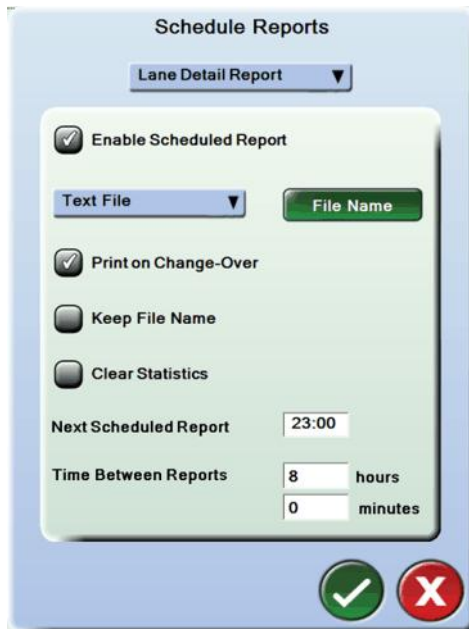 Schedule Reports
Lane Detail Report
Enable Scheduled Report
Text File
File Name
Print on Change-Over
Keep File Name
Clear Statistics
Next Scheduled Report 23:00
Time Between Reports 8 hours
0 minutes